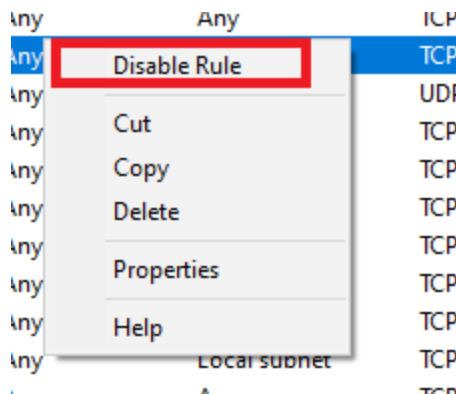 Any Any TCP
Any TCP
Disable Rule
Any UDP
Any Cut TCP
Any Copy TCP
Any Delete TCP
Any TCP
Any Properties TCP
Any Help TCP
Any Local subnet TCP